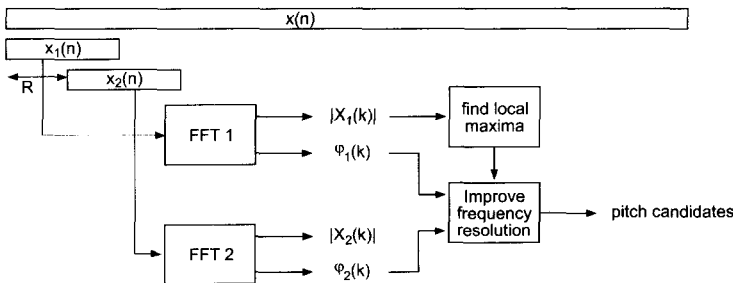 x(n)
x₁(n)
R
x₂(n)
FFT 1
|X₁(k)|
φ₁(k)
find local
maxima
Improve
frequency
resolution
pitch candidates
FFT 2
|X₂(k)|
φ₂(k)